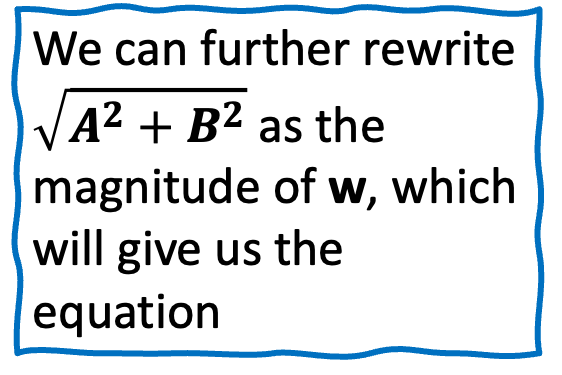 We can further rewrite
√A² + B² as the
magnitude of w, which
will give us the
equation